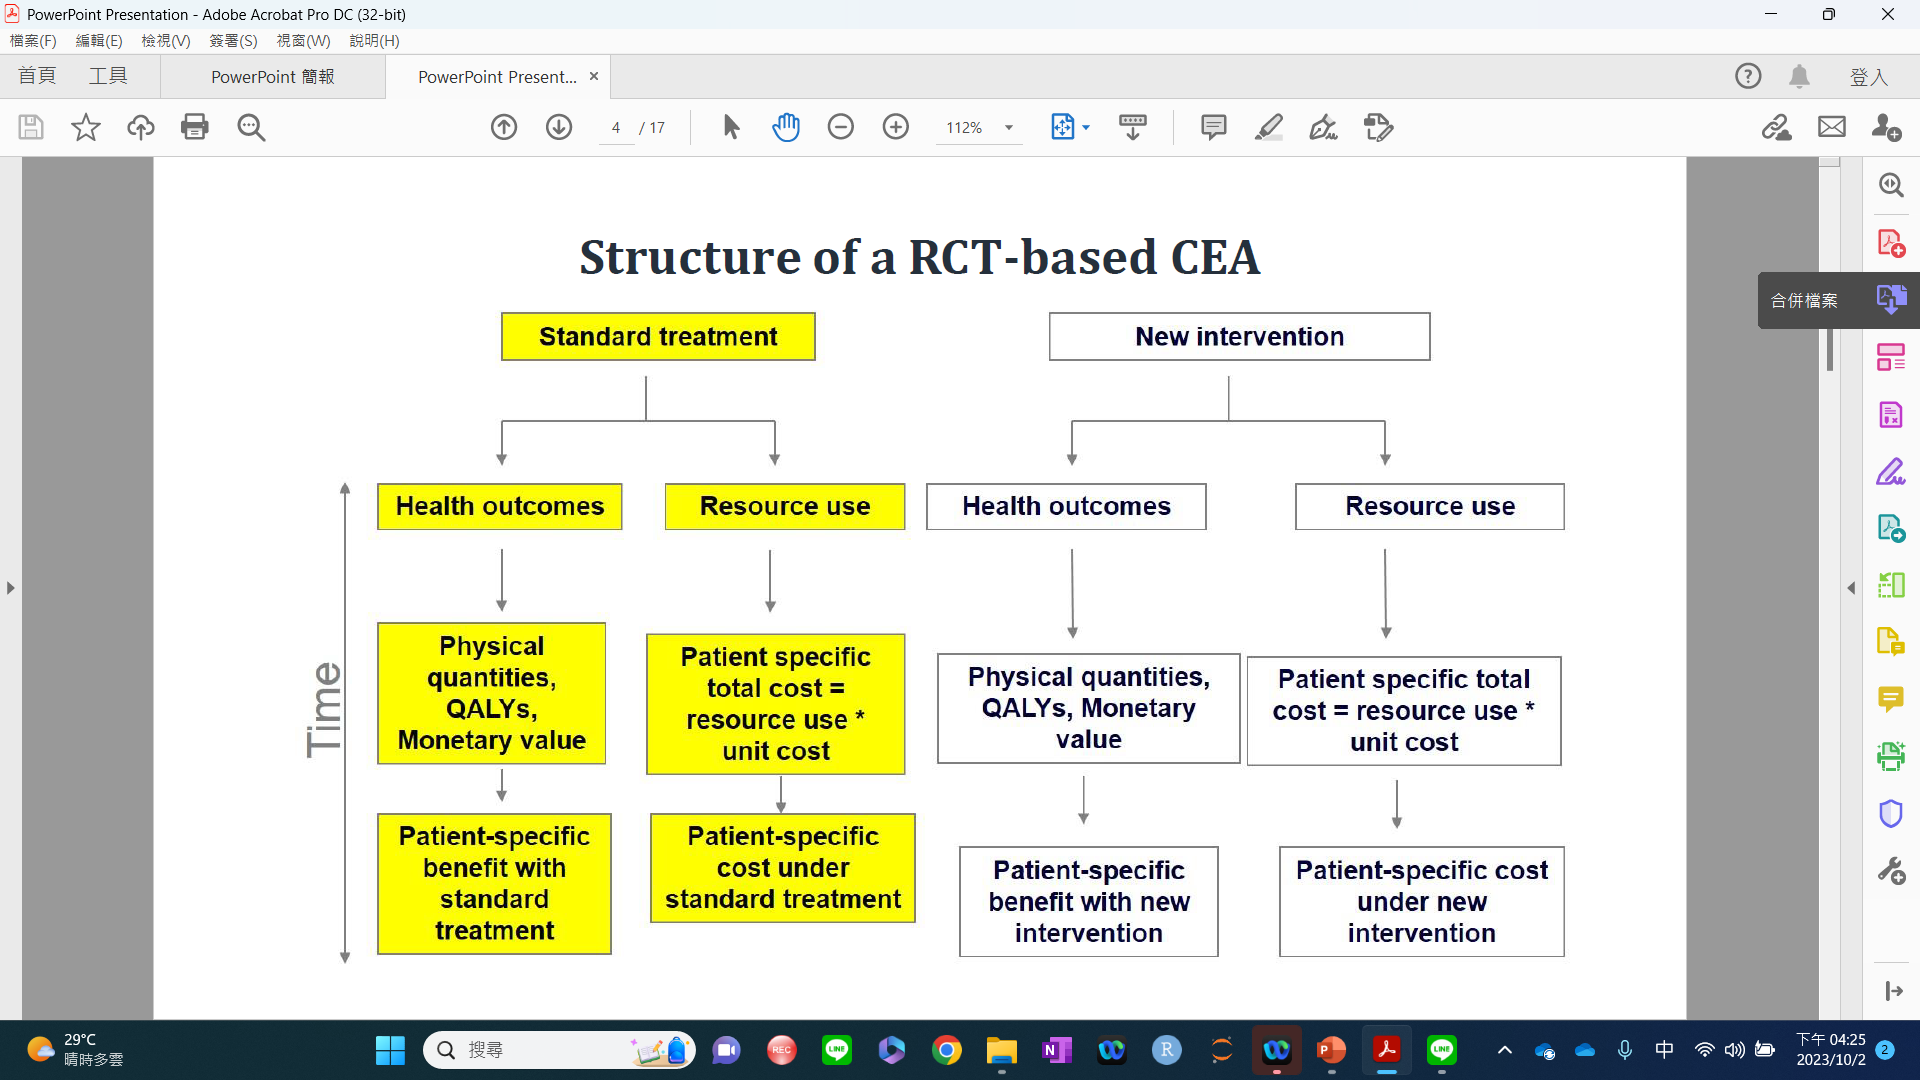 PowerPoint Presentation - Adobe Acrobat Pro DC (32-bit)
檔案(F) 編輯(E) 檢視(V) 簽署(S) 視窗(W) 說明(H)
首頁 工具 PowerPoint 簡報 PowerPoint Present... 登入
4 / 17 112%
Structure of a RCT-based CEA
合併檔案
Standard treatment
New intervention
Health outcomes
Resource use
Health outcomes
Resource use
Time
Physical
quantities,
QALYs,
Monetary value
Patient specific
total cost =
resource use *
unit cost
Physical quantities,
QALYs, Monetary
value
Patient specific total
cost = resource use *
unit cost
Patient-specific
benefit with
standard
treatment
Patient-specific
cost under
standard treatment
Patient-specific
benefit with new
intervention
Patient-specific cost
under new
intervention
29°C
晴時多雲
搜尋
REC
LINE
N
R
P
LINE
中
下午 04:25
2023/10/2
2